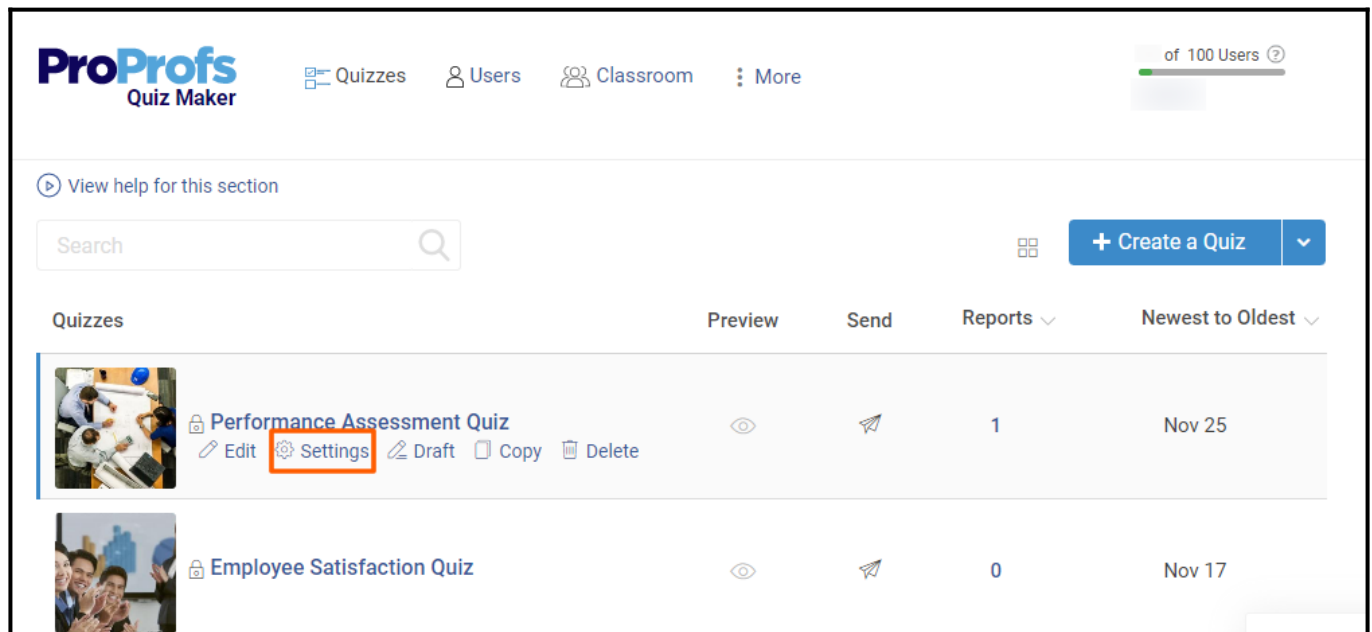 ProProfs
Quiz Maker
Quizzes
Users
Classroom
More
of 100 Users ?
View help for this section
Search
+ Create a Quiz
Quizzes
Preview
Send
Reports
Newest to Oldest
Performance Assessment Quiz
1
Nov 25
Edit
Settings
Draft
Copy
Delete
Employee Satisfaction Quiz
0
Nov 17